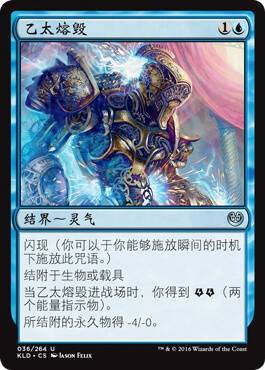 乙太熔毁 1
结界～灵气
闪现（你可以于你能够施放瞬间的时机
下施放此咒语。）
结附于生物或载具
当乙太熔毁进战场时，你得到（两
个能量指示物）。
所结附的永久物得 -4/-0。
036/264 U
KLD • CS JASON FELIX
™ & © 2016 Wizards of the Coast